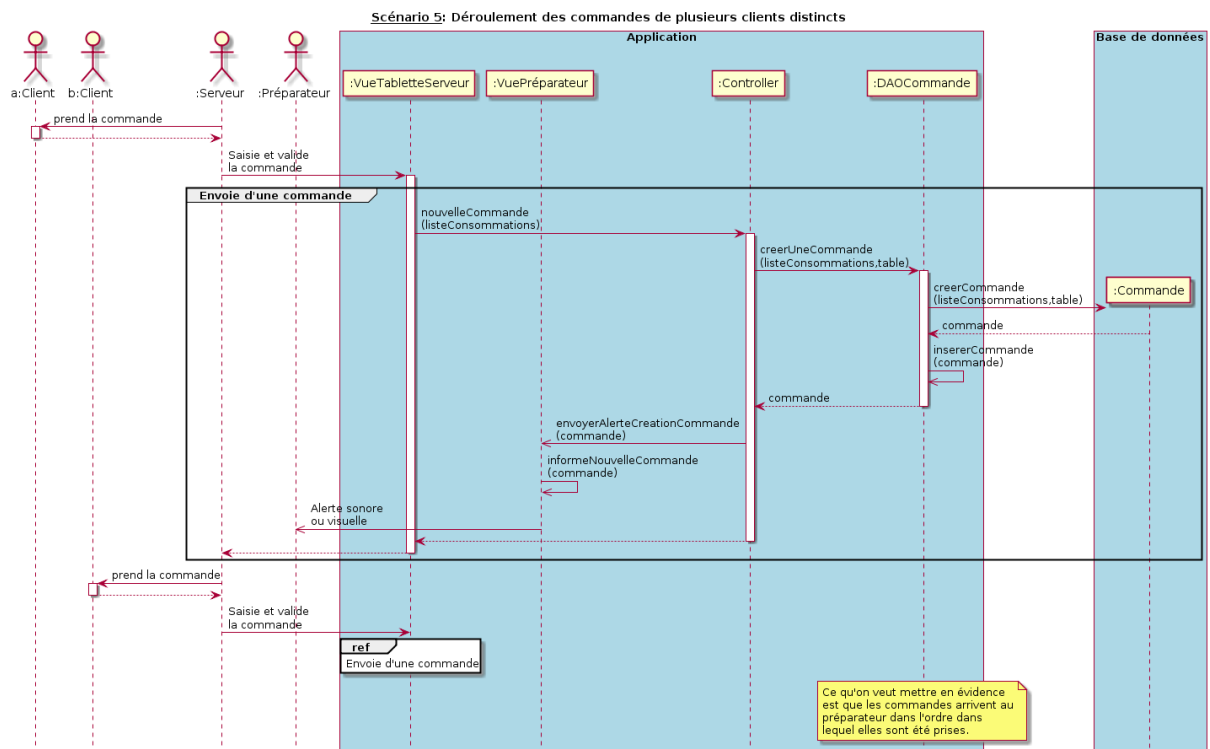 Scénario 5: Déroulement des commandes de plusieurs clients distincts
Application
Base de données
a:Client
b:Client
:Serveur
:Préparateur
:VueTabletteServeur
:VuePréparateur
:Controller
:DAOCommande
prend la commande
Saisie et valide
la commande
Envoie d'une commande
nouvelleCommande
(listeConsommations)
creerUneCommande
(listeConsommations,table)
creerCommande
(listeConsommations,table)
:Commande
commande
insererCommande
(commande)
commande
envoyerAlerteCreationCommande
(commande)
informeNouvelleCommande
(commande)
Alerte sonore
ou visuelle
prend la commande
Saisie et valide
la commande
ref
Envoie d'une commande
Ce qu'on veut mettre en évidence
est que les commandes arrivent au
préparateur dans l'ordre dans
lequel elles sont été prises.